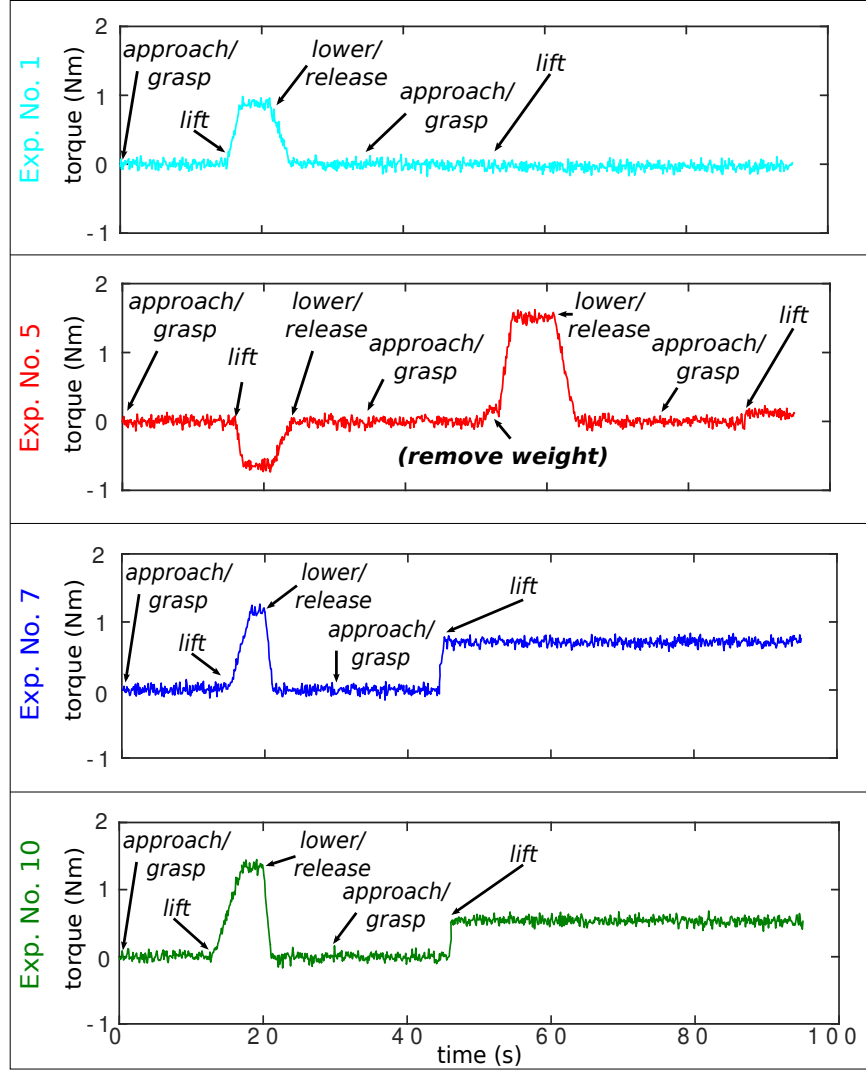 Exp. No. 1
torque (Nm)
2
1
0
- 1
approach/
grasp
lift
lower/
release
approach/
grasp
lift
Exp. No. 5
torque (Nm)
2
1
0
- 1
approach/
grasp
lift
lower/
release
approach/
grasp
(remove weight)
lower/
release
approach/
grasp
lift
Exp. No. 7
torque (Nm)
2
1
0
- 1
approach/
grasp
lift
lower/
release
approach/
grasp
lift
Exp. No. 10
torque (Nm)
2
1
0
- 1
approach/
grasp
lift
lower/
release
approach/
grasp
lift
0 20 40 60 80 100
time (s)